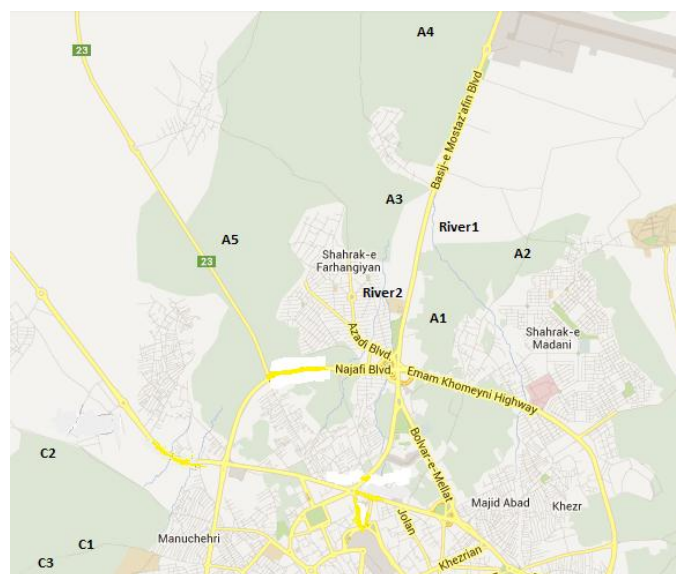 A4
23
Basij-e Mostaz'afin Blvd
A3
River1
A5
A2
Shahrak-e
Farhangiyan
23
River2
A1
Shahrak-e
Madani
Azadi Blvd
Najafi Blvd
Emam Khomeyni Highway
Bolvar-e-Mellat
C2
Majid Abad
Khezr
Jolan
Manuchehri
C1
Khezrian
C3